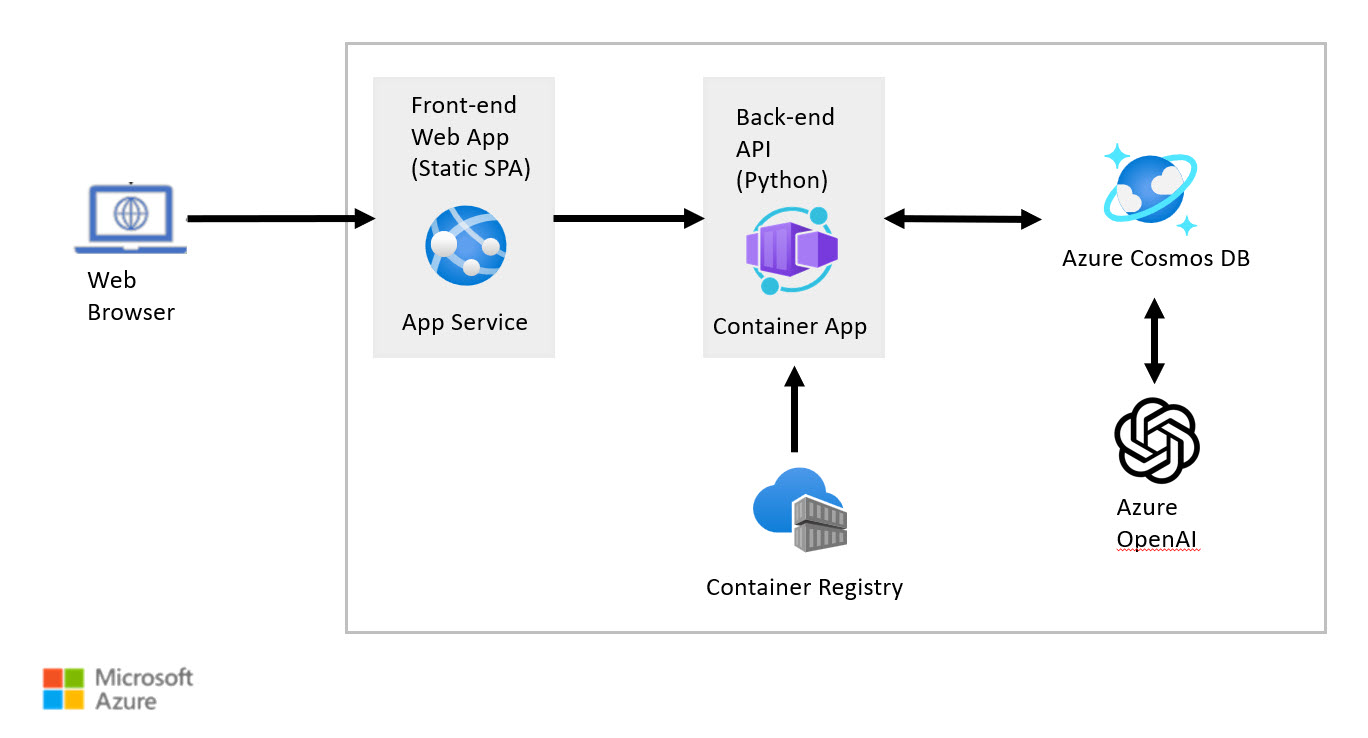 Front-end
Web App
(Static SPA)
App Service
Back-end
API
(Python)
Container App
Web
Browser
Azure Cosmos DB
Azure
OpenAI
Container Registry
Microsoft
Azure